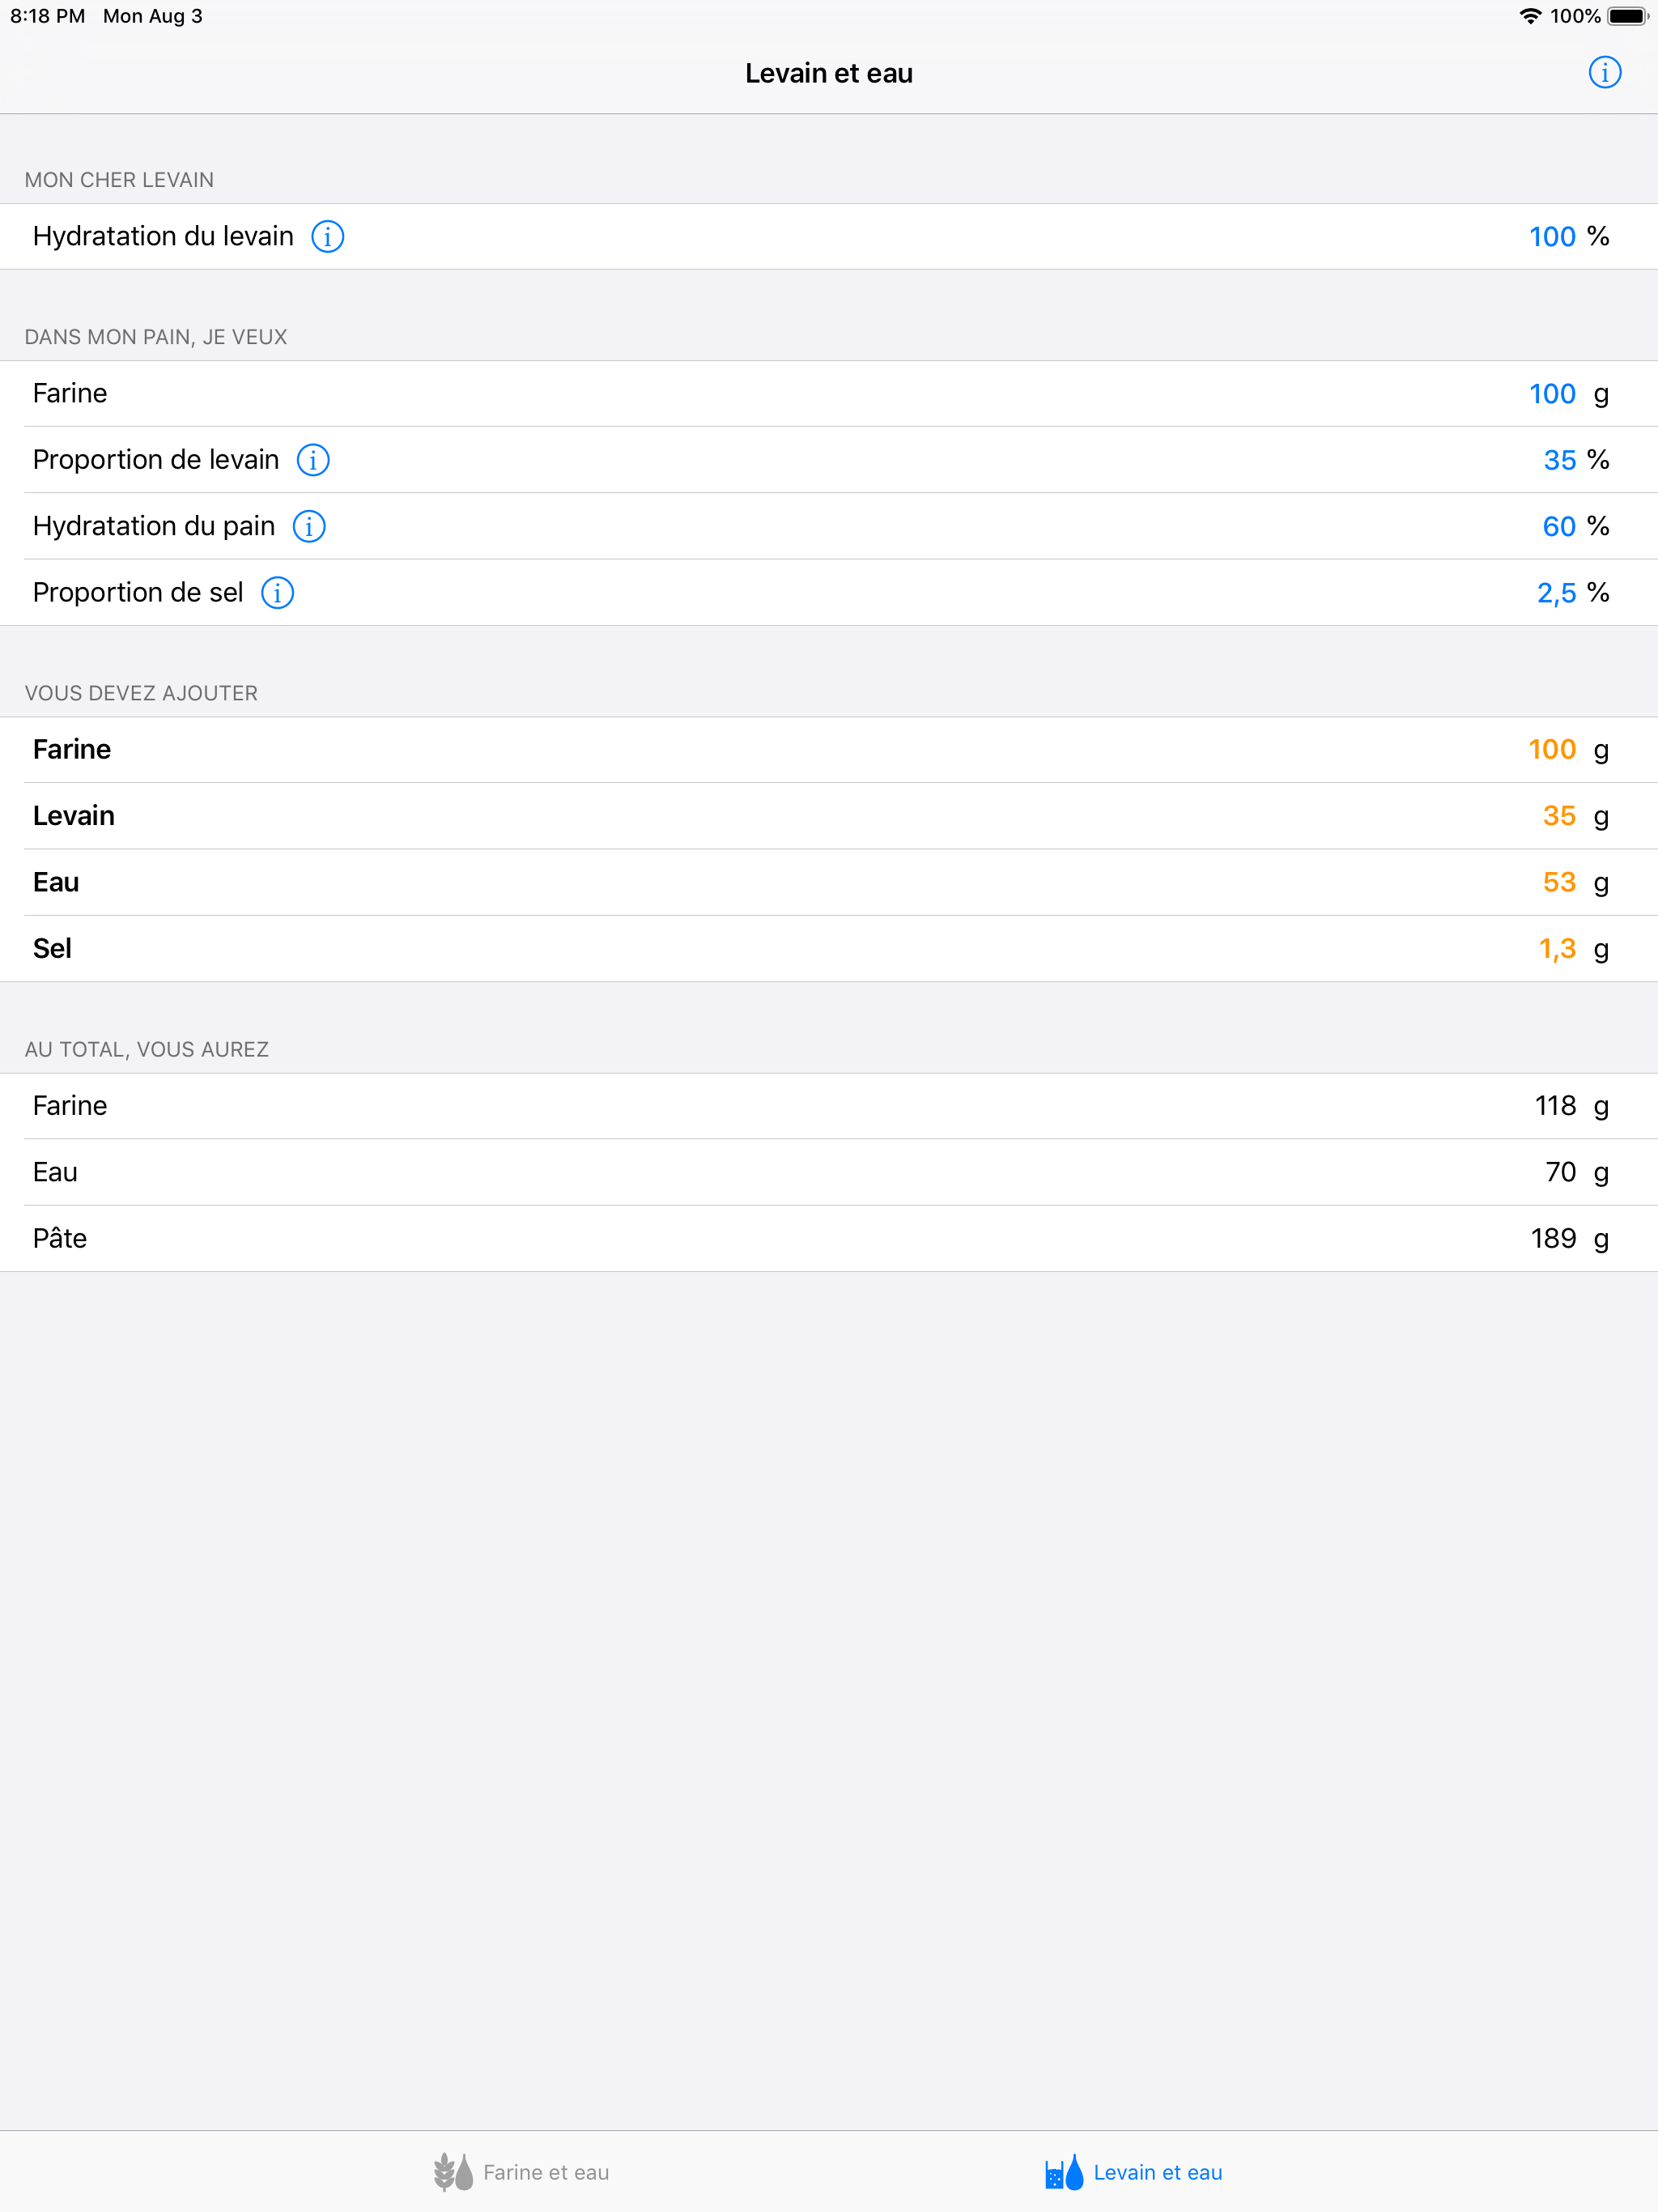 8:18 PM Mon Aug 3 100%
Levain et eau
MON CHER LEVAIN
Hydratation du levain 100 %
DANS MON PAIN, JE VEUX
Farine 100 g
Proportion de levain 35 %
Hydratation du pain 60 %
Proportion de sel 2,5 %
VOUS DEVEZ AJOUTER
Farine 100 g
Levain 35 g
Eau 53 g
Sel 1,3 g
AU TOTAL, VOUS AUREZ
Farine 118 g
Eau 70 g
Pâte 189 g
Farine et eau Levain et eau